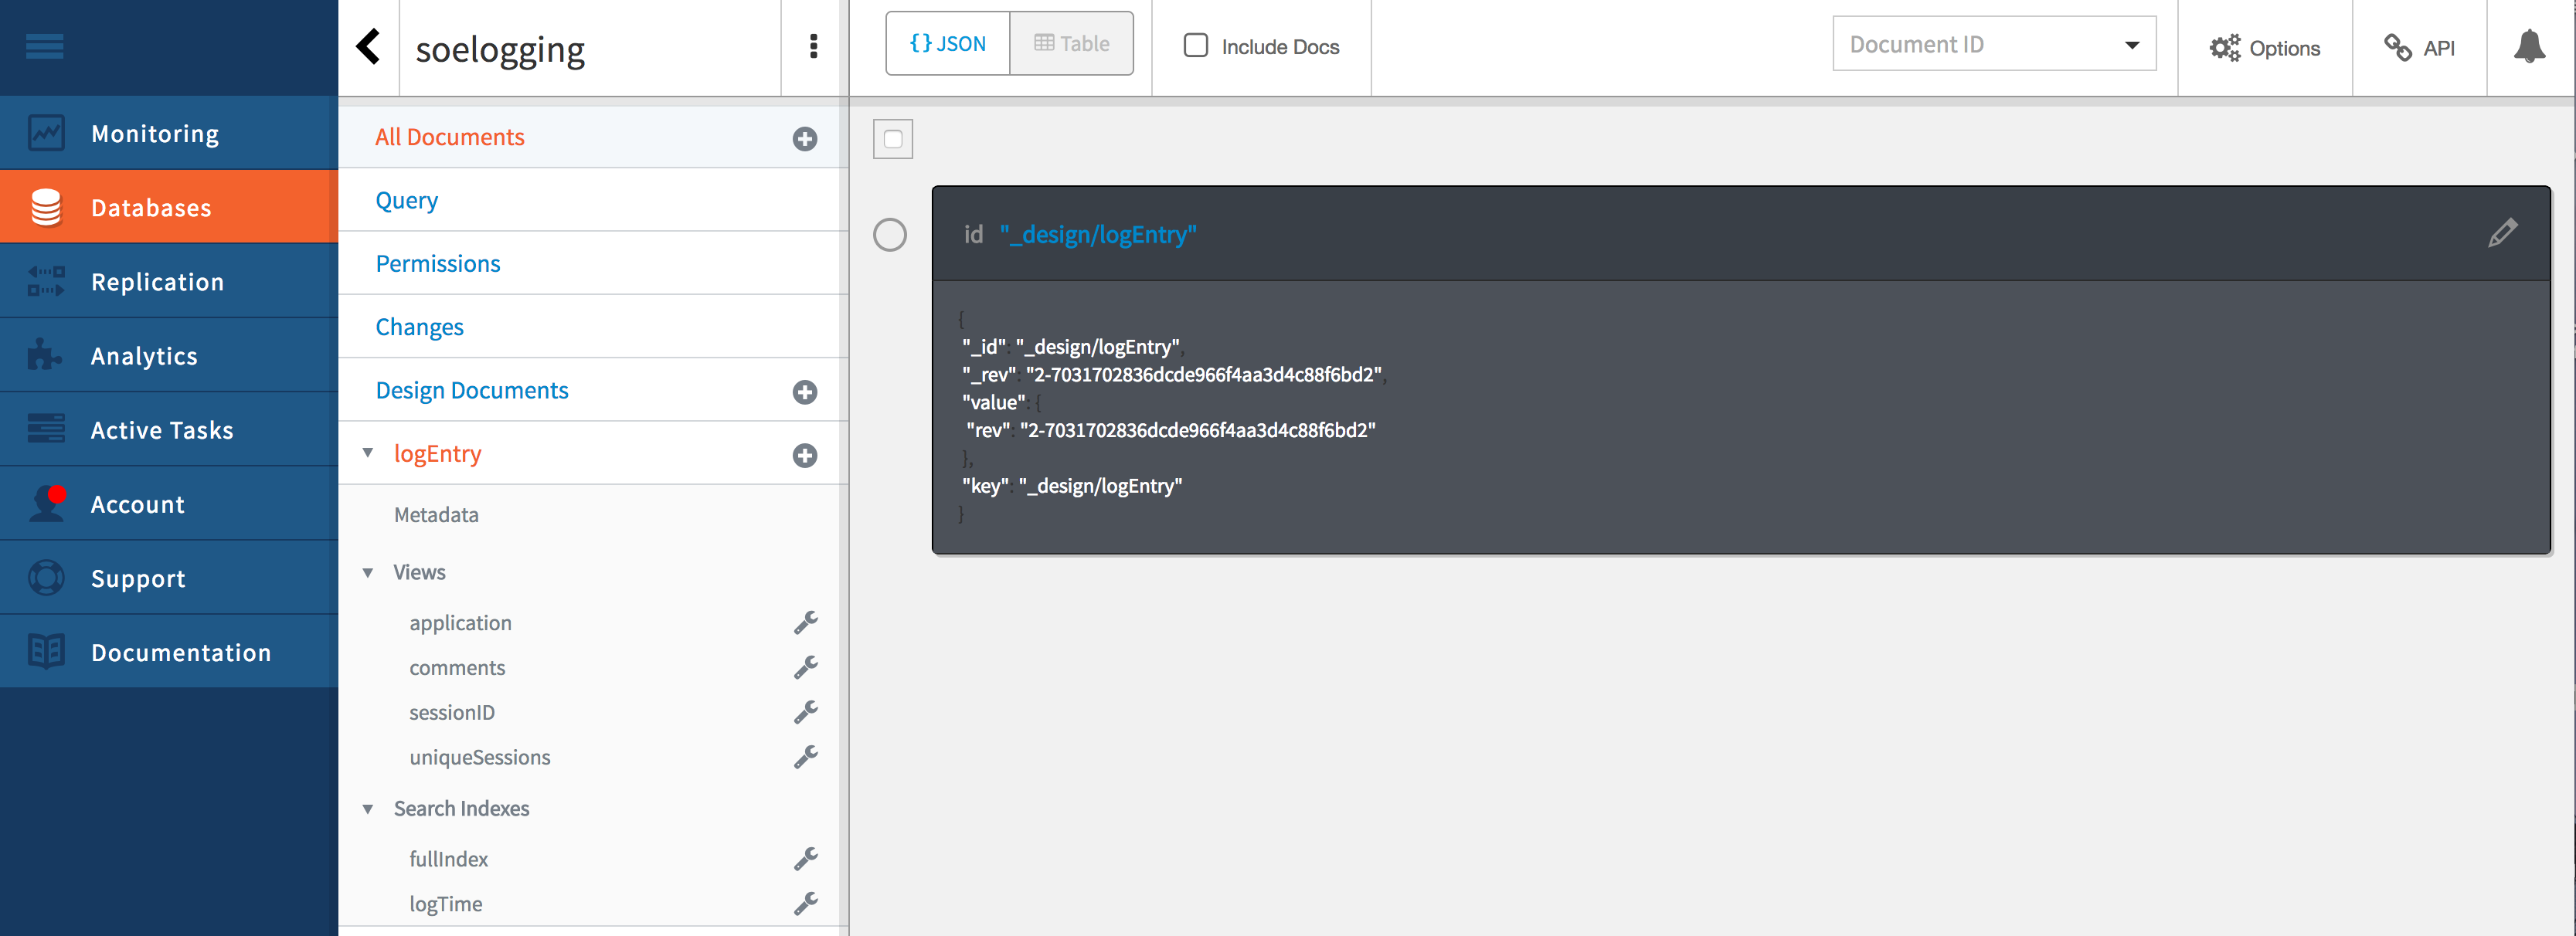 Monitoring
Databases
Replication
Analytics
Active Tasks
Account
Support
Documentation
soelogging
All Documents
Query
Permissions
Changes
Design Documents
logEntry
Metadata
Views
application
comments
sessionID
uniqueSessions
Search Indexes
fullIndex
logTime
{} JSON
Table
Include Docs
Document ID
Options
API
id "_design/logEntry"
{
"_id": "_design/logEntry",
"_rev": "2-7031702836dcde966f4aa3d4c88f6bd2",
"value": {
"rev": "2-7031702836dcde966f4aa3d4c88f6bd2"
},
"key": "_design/logEntry"
}